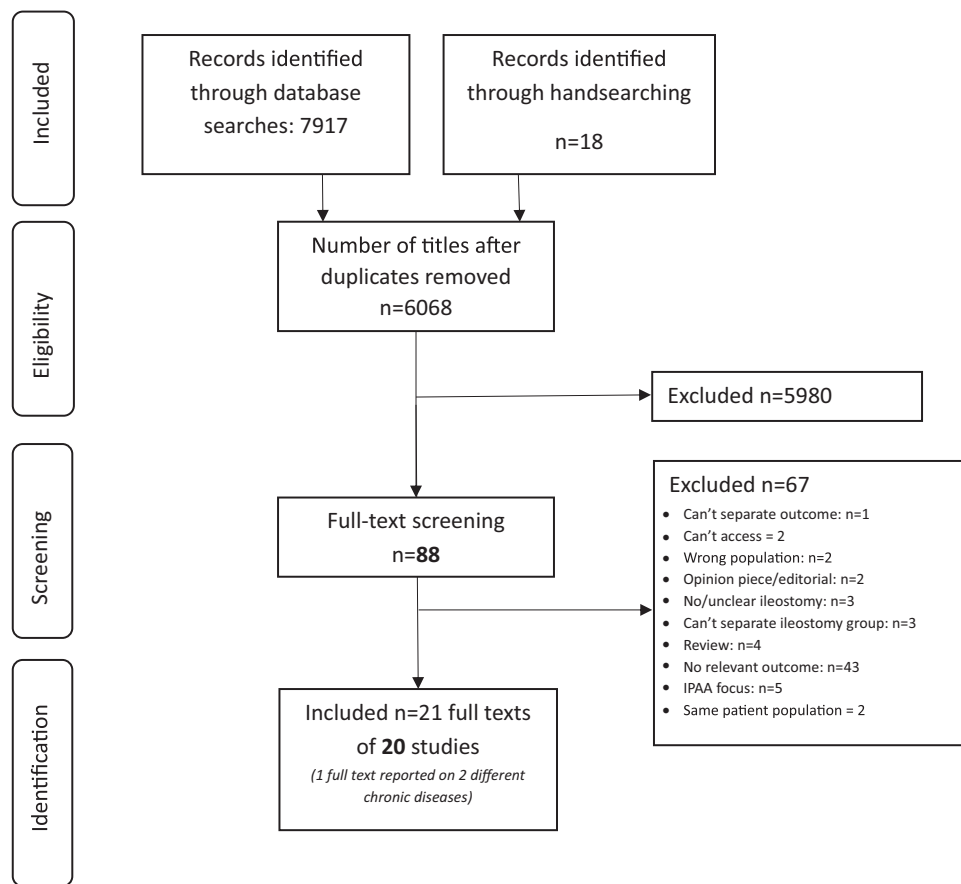 Included
Records identified
through database
searches: 7917
Records identified
through handsearching
n=18
Eligibility
Number of titles after
duplicates removed
n=6068
Excluded n=5980
Screening
Full-text screening
n=88
Excluded n=67
• Can’t separate outcome: n=1
• Can’t access = 2
• Wrong population: n=2
• Opinion piece/editorial: n=2
• No/unclear ileostomy: n=3
• Can’t separate ileostomy group: n=3
• Review: n=4
• No relevant outcome: n=43
• IPAA focus: n=5
• Same patient population = 2
Identification
Included n=21 full texts
of 20 studies
(1 full text reported on 2 different
chronic diseases)